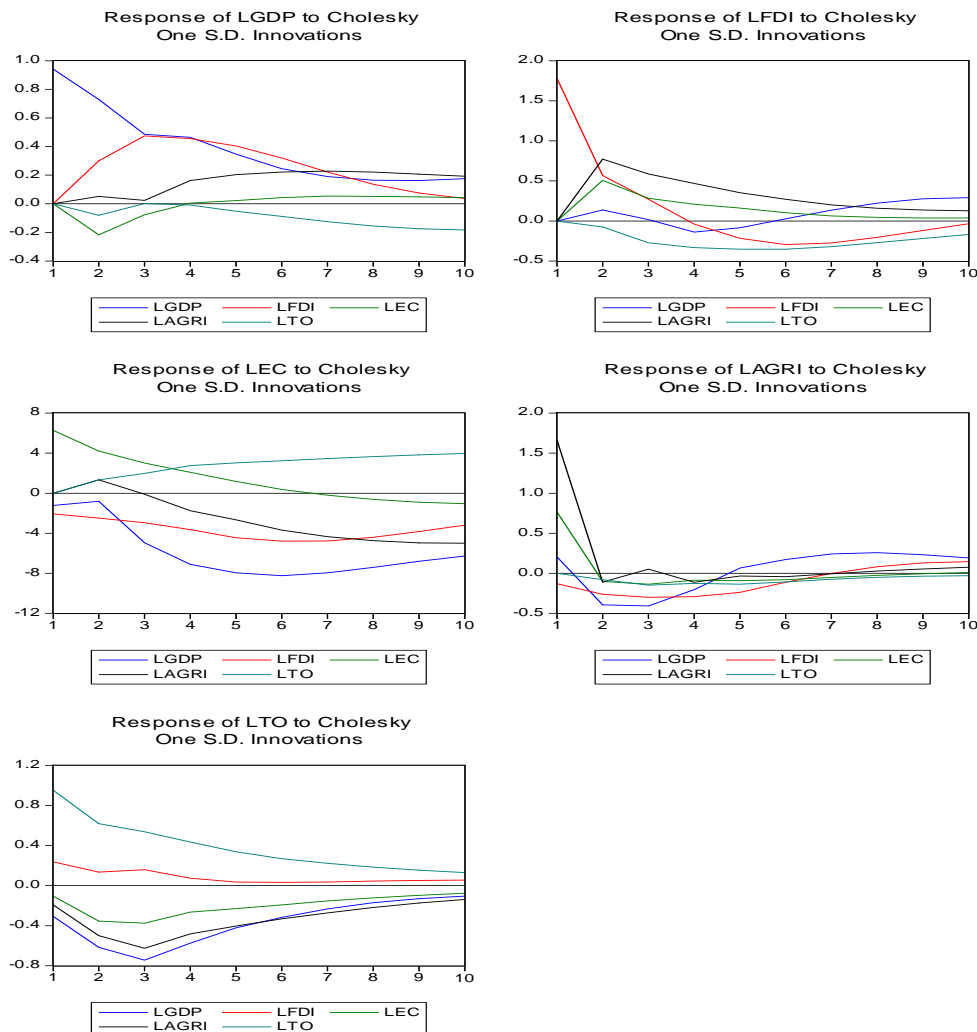 Response of LGDP to Cholesky
One S.D. Innovations
1.0
0.8
0.6
0.4
0.2
0.0
-0.2
-0.4
1 2 3 4 5 6 7 8 9 10
LGDP LFDI LEC
LAGRI LTO
Response of LFDI to Cholesky
One S.D. Innovations
2.0
1.5
1.0
0.5
0.0
-0.5
1 2 3 4 5 6 7 8 9 10
LGDP LFDI LEC
LAGRI LTO
Response of LEC to Cholesky
One S.D. Innovations
8
4
0
-4
-8
-12
1 2 3 4 5 6 7 8 9 10
LGDP LFDI LEC
LAGRI LTO
Response of LAGRI to Cholesky
One S.D. Innovations
2.0
1.5
1.0
0.5
0.0
-0.5
1 2 3 4 5 6 7 8 9 10
LGDP LFDI LEC
LAGRI LTO
Response of LTO to Cholesky
One S.D. Innovations
1.2
0.8
0.4
0.0
-0.4
-0.8
1 2 3 4 5 6 7 8 9 10
LGDP LFDI LEC
LAGRI LTO